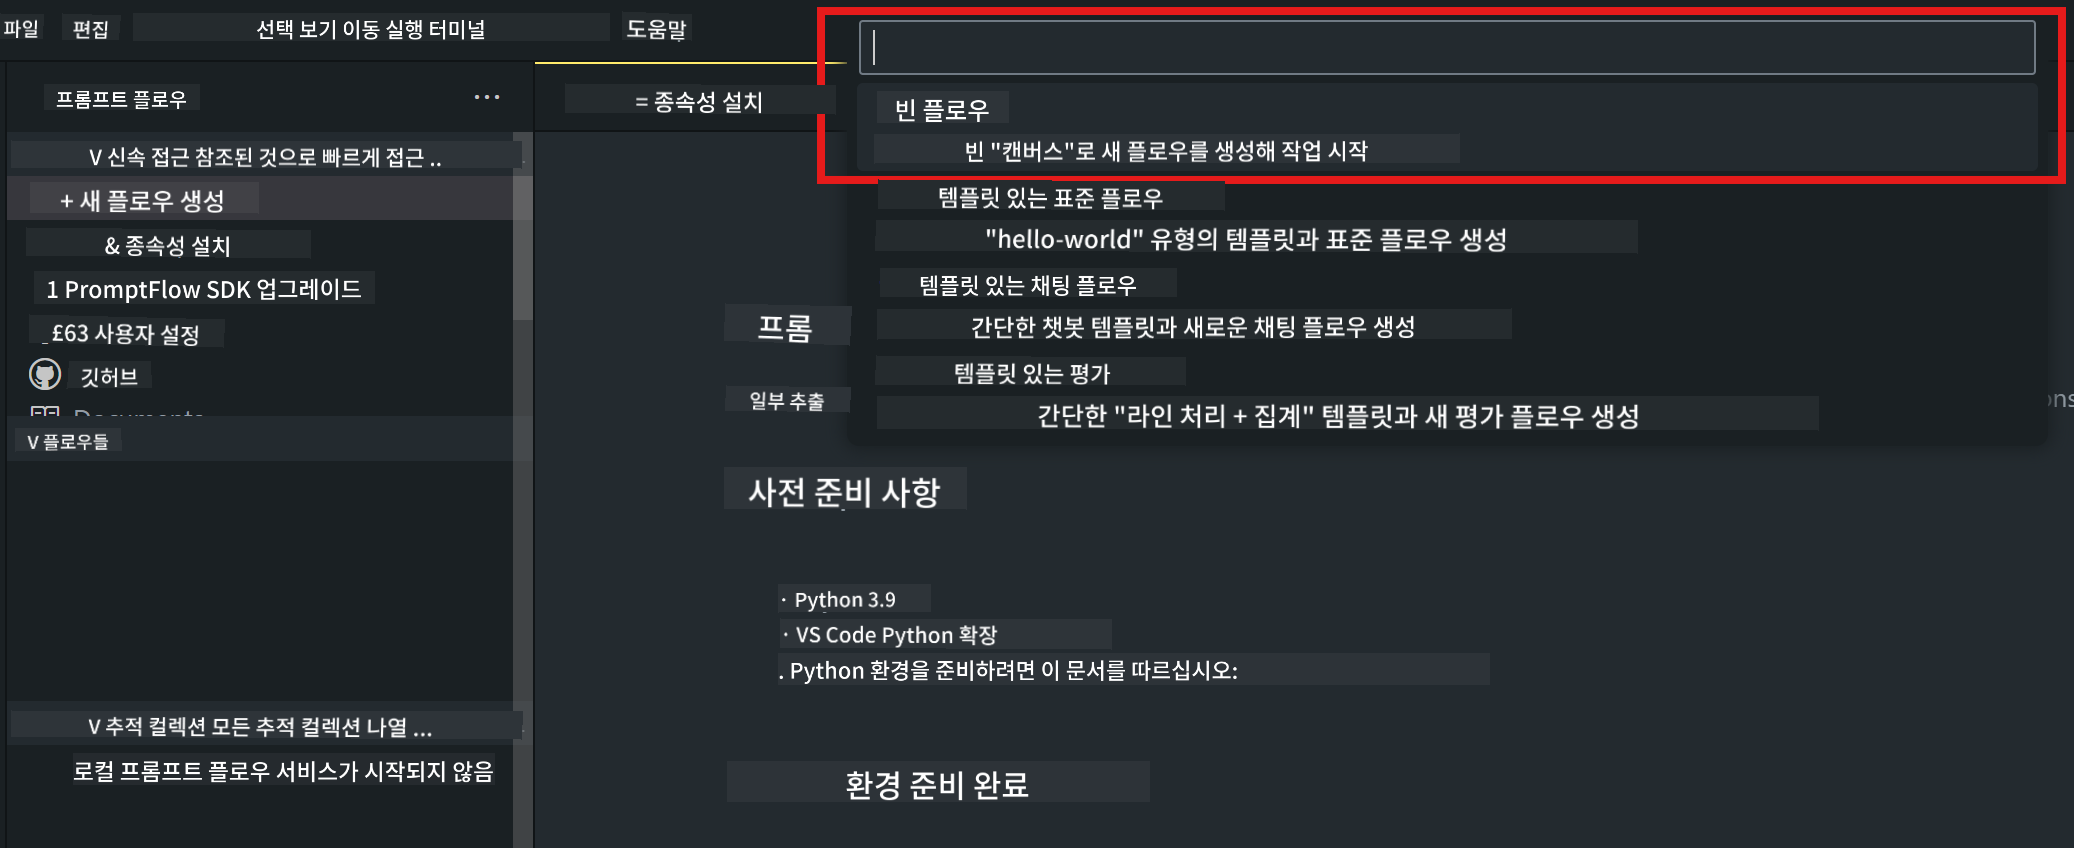 파일 편집 선택 보기 이동 실행 터미널 도움말
프롬프트 플로우 ...
V 신속 접근 참조된 것으로 빠르게 접근 ..
+ 새 플로우 생성
& 종속성 설치
1 PromptFlow SDK 업그레이드
£63 사용자 설정
깃허브
V 플로우들
V 추적 컬렉션 모든 추적 컬렉션 나열 ...
로컬 프롬프트 플로우 서비스가 시작되지 않음
= 종속성 설치
빈 플로우
빈 "캔버스"로 새 플로우를 생성해 작업 시작
템플릿 있는 표준 플로우
"hello-world" 유형의 템플릿과 표준 플로우 생성
템플릿 있는 채팅 플로우
간단한 챗봇 템플릿과 새로운 채팅 플로우 생성
템플릿 있는 평가
간단한 "라인 처리 + 집계" 템플릿과 새 평가 플로우 생성
프롬
일부 추출
사전 준비 사항
· Python 3.9
· VS Code Python 확장
. Python 환경을 준비하려면 이 문서를 따르십시오:
환경 준비 완료